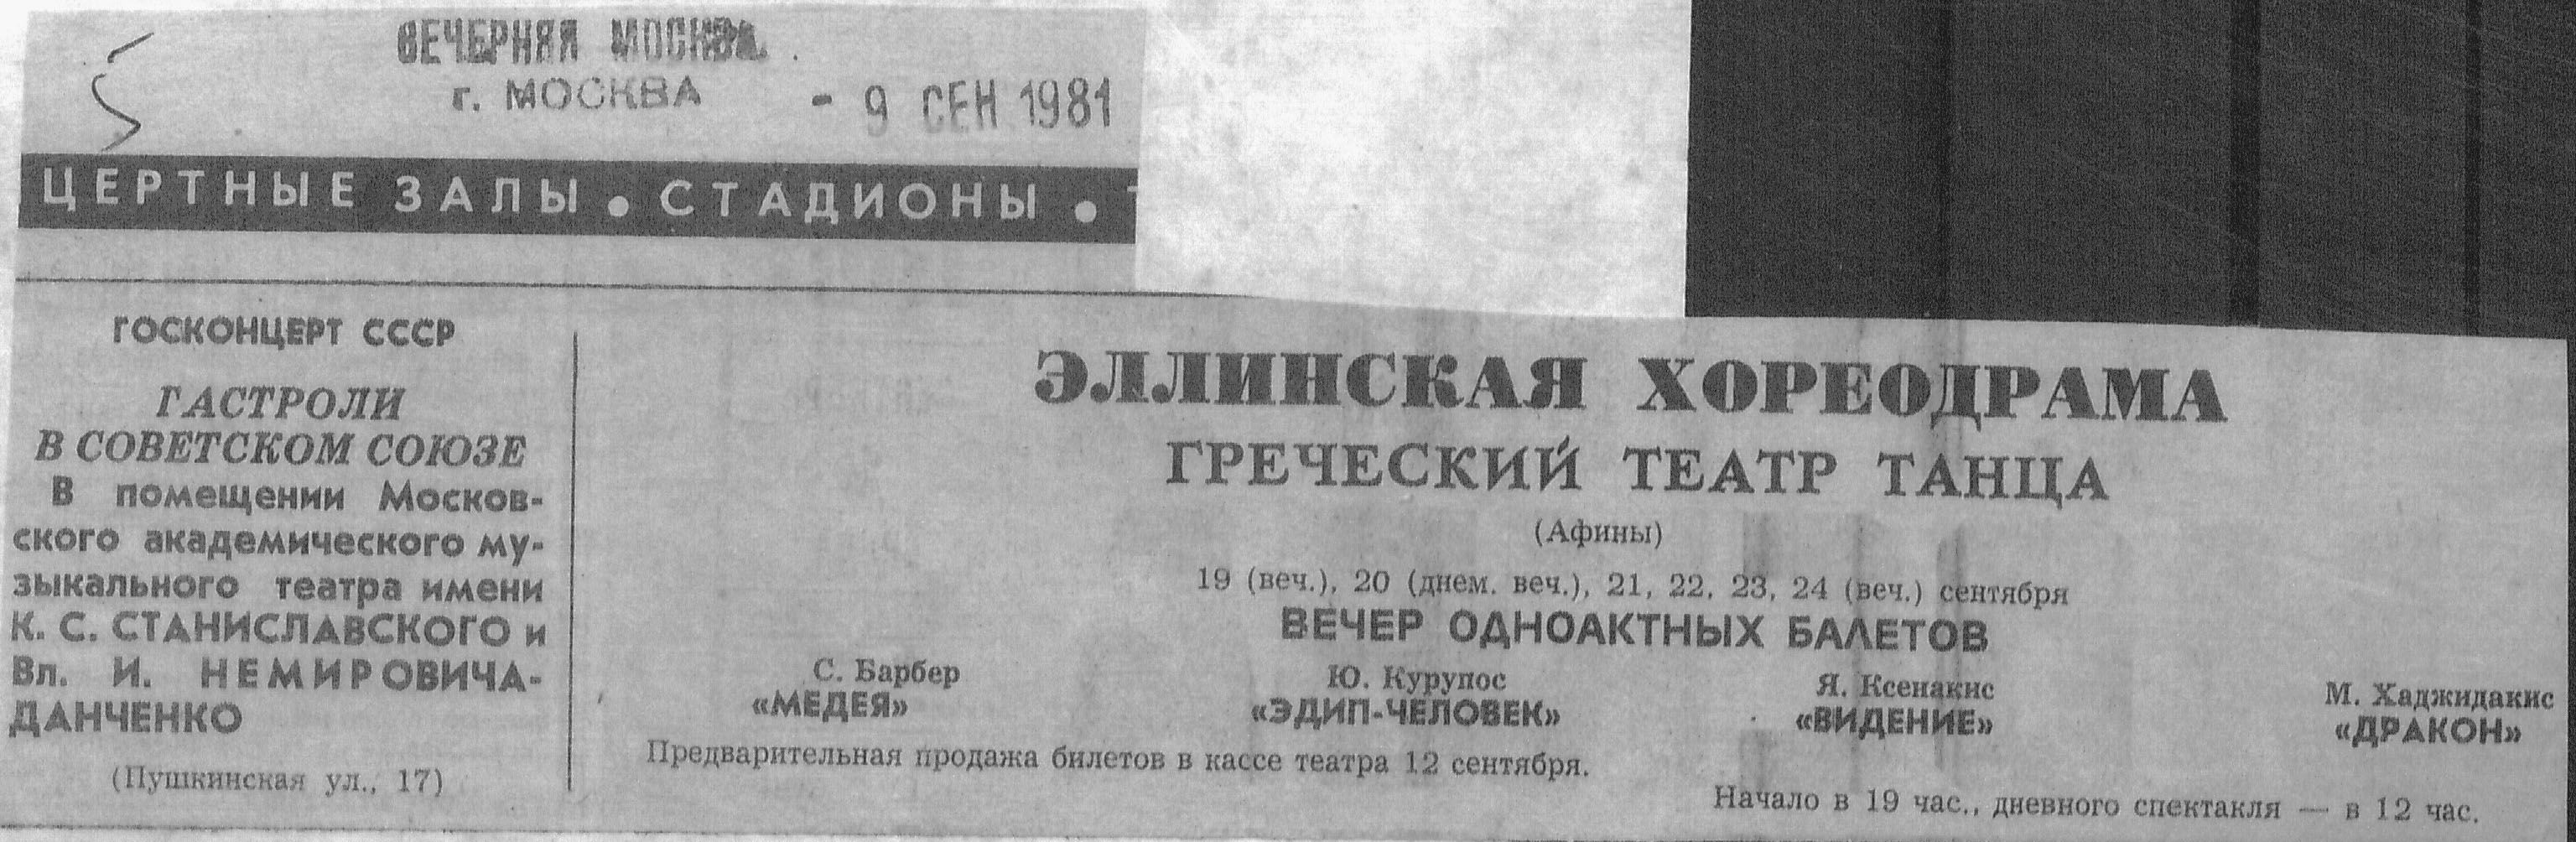 ВЕЧЕРНЯЯ МОСКВА.
г. МОСКВА
- 9 СЕН 1981
ЦЕРТНЫЕ ЗАЛЫ • СТАДИОНЫ •
ГОСКОНЦЕРТ СССР
ГАСТРОЛИ
В СОВЕТСКОМ СОЮЗЕ
В помещении Москов-
ского академического му-
зыкального театра имени
К. С. СТАНИСЛАВСКОГО и
Вл. И. НЕМИРОВИЧА-
ДАНЧЕНКО
(Пушкинская ул., 17)
ЭЛЛИНСКАЯ ХОРЕОДРАМА
ГРЕЧЕСКИЙ ТЕАТР ТАНЦА
(Афины)
19 (веч.), 20 (днем. веч.), 21, 22, 23, 24 (веч.) сентября
ВЕЧЕР ОДНОАКТНЫХ БАЛЕТОВ
С. Барбер
«МЕДЕЯ»
Ю. Курупос
«ЭДИП-ЧЕЛОВЕК»
Я. Ксенакис
«ВИДЕНИЕ»
М. Хаджидакис
«ДРАКОН»
Предварительная продажа билетов в кассе театра 12 сентября.
Начало в 19 час., дневного спектакля — в 12 час.